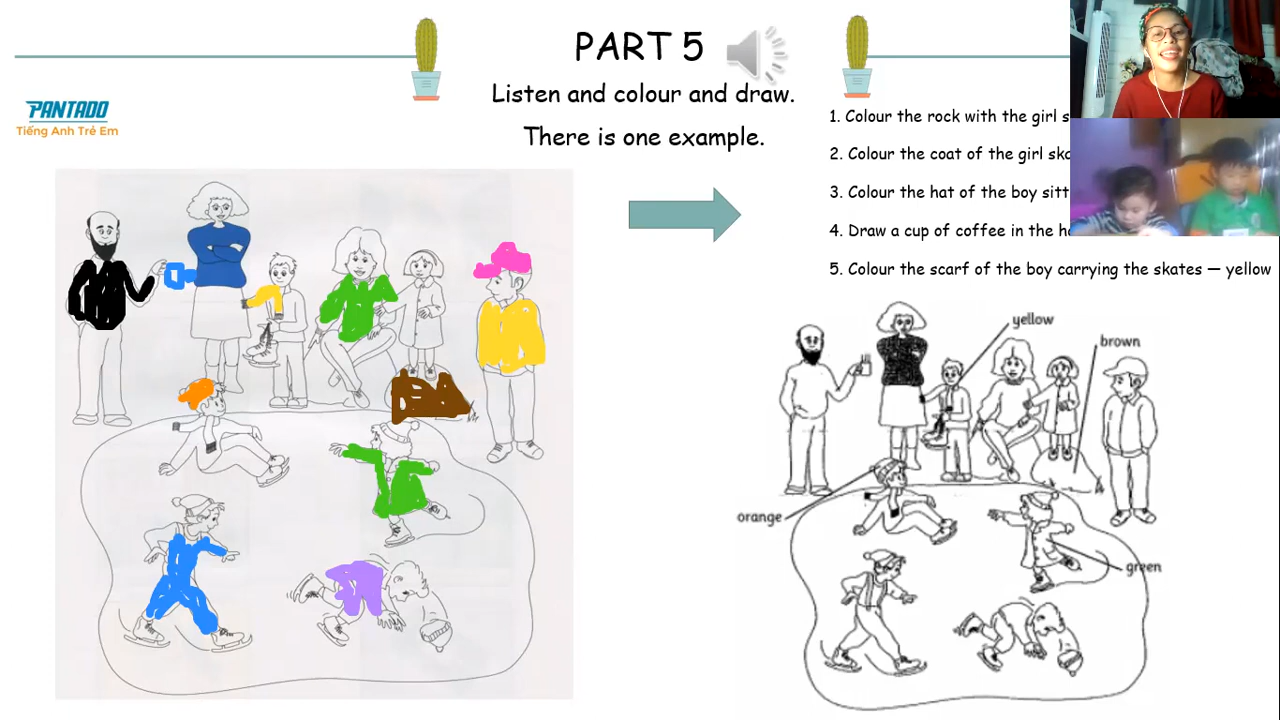 PART 5
Listen and colour and draw.
There is one example.
PANTADO
Tiếng Anh Trẻ Em
1. Colour the rock with the girl s
2. Colour the coat of the girl ska
3. Colour the hat of the boy sitt
4. Draw a cup of coffee in the ha
5. Colour the scarf of the boy carrying the skates — yellow
yellow
brown
orange
green